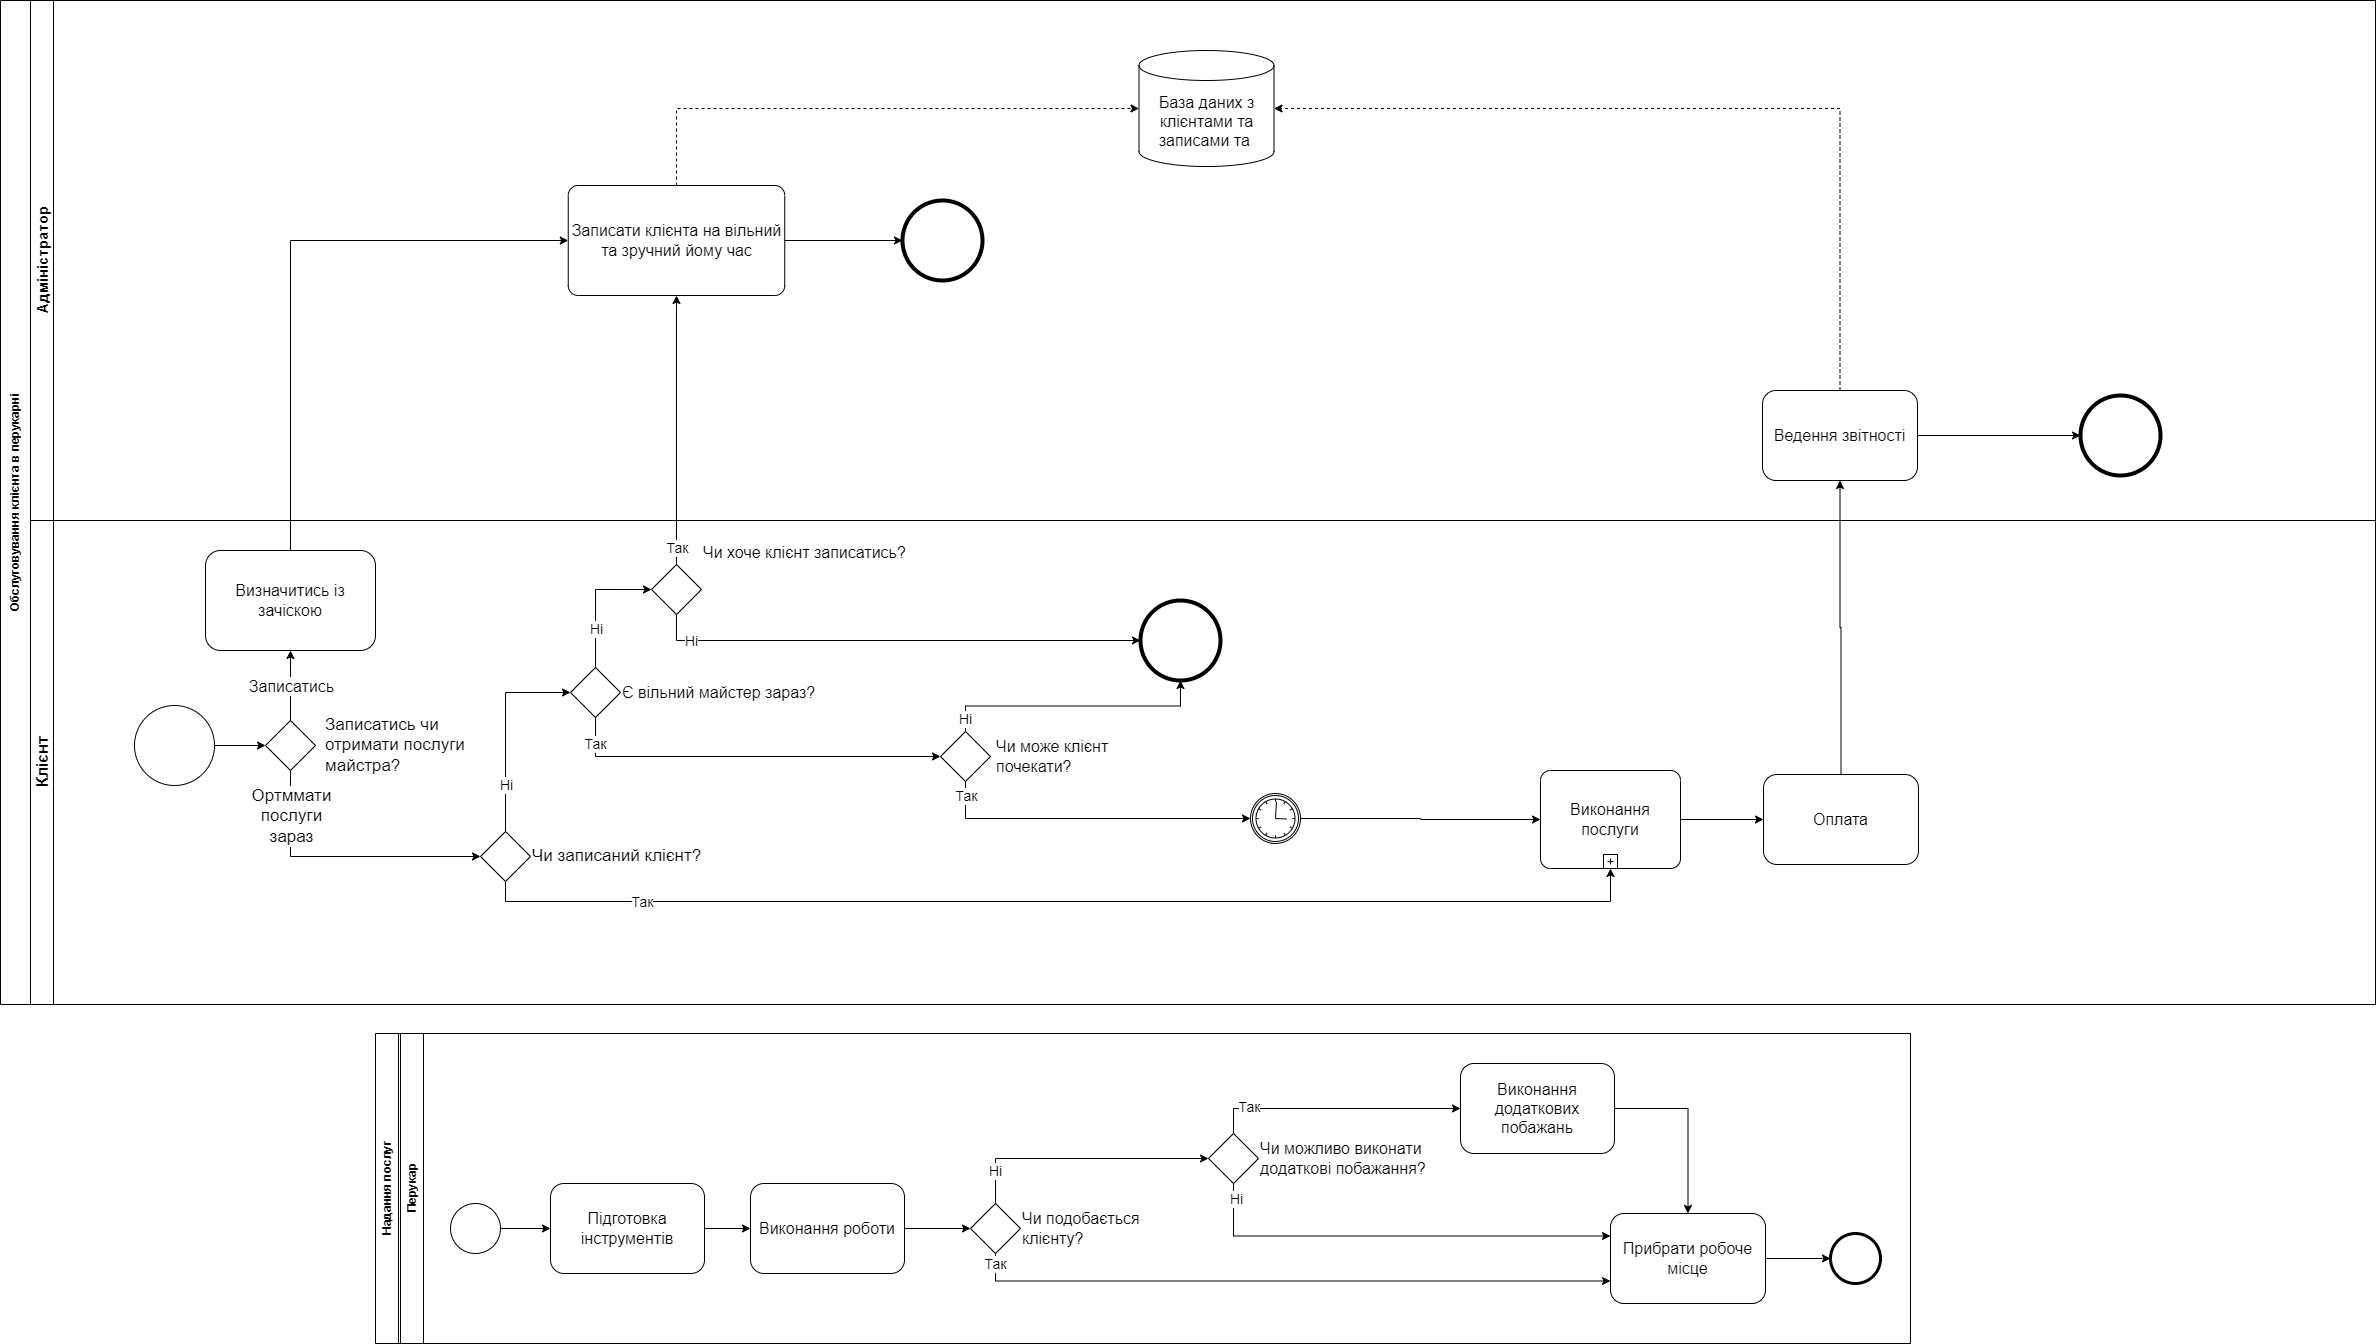 Обслуговування клієнта в перукарні
Адміністратор
База даних з
клієнтами та
записами та
Записати клієнта на вільний
та зручний йому час
Ведення звітності
Клієнт
Визначитись із
зачіскою
Так
Чи хоче клієнт записатись?
Ні
Ні
Записатись
Є вільний майстер зараз?
Записатись чи
отримати послуги
майстра?
Так
Ні
Чи може клієнт
почекати?
Ортммати
послуги
зараз
Ні
Так
Виконання
послуги
Оплата
Чи записаний клієнт?
Так
Надання послуг
Перукар
Виконання
додаткових
побажань
Так
Чи можливо виконати
додаткові побажання?
Ні
Ні
Підготовка
інструментів
Виконання роботи
Чи подобається
клієнту?
Так
Прибрати робоче
місце